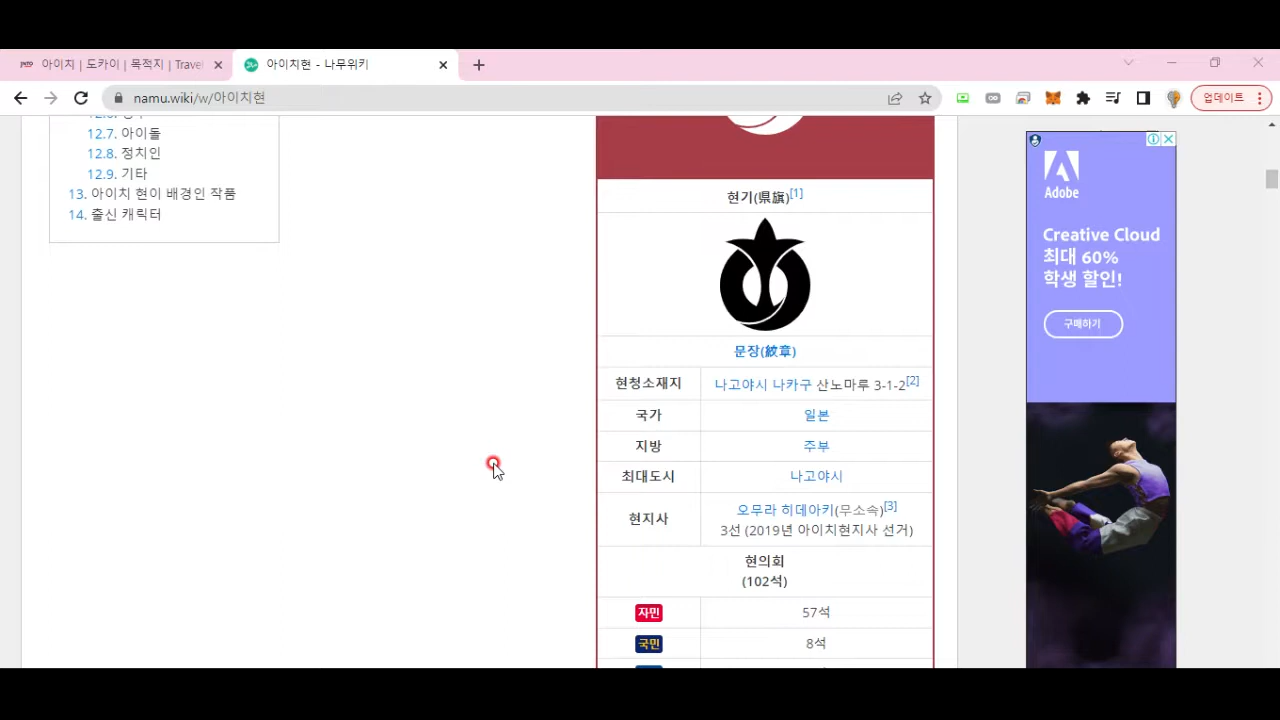 아이치 | 도카이 | 목적지 | Travel
아이치현 - 나무위키
namu.wiki/w/아이치현
업데이트
12.7. 아이돌
12.8. 정치인
12.9. 기타
13. 아이치 현이 배경인 작품
14. 출신 캐릭터
현기(県旗)[1]
문장(紋章)
현청소재지
나고야시 나카구 산노마루 3-1-2[2]
국가
일본
지방
주부
최대도시
나고야시
현지사
오무라 히데아키(무소속)[3]
3선 (2019년 아이치현지사 선거)
현의회
(102석)
자민
57석
국민
8석
Adobe
Creative Cloud
최대 60%
학생 할인!
구매하기